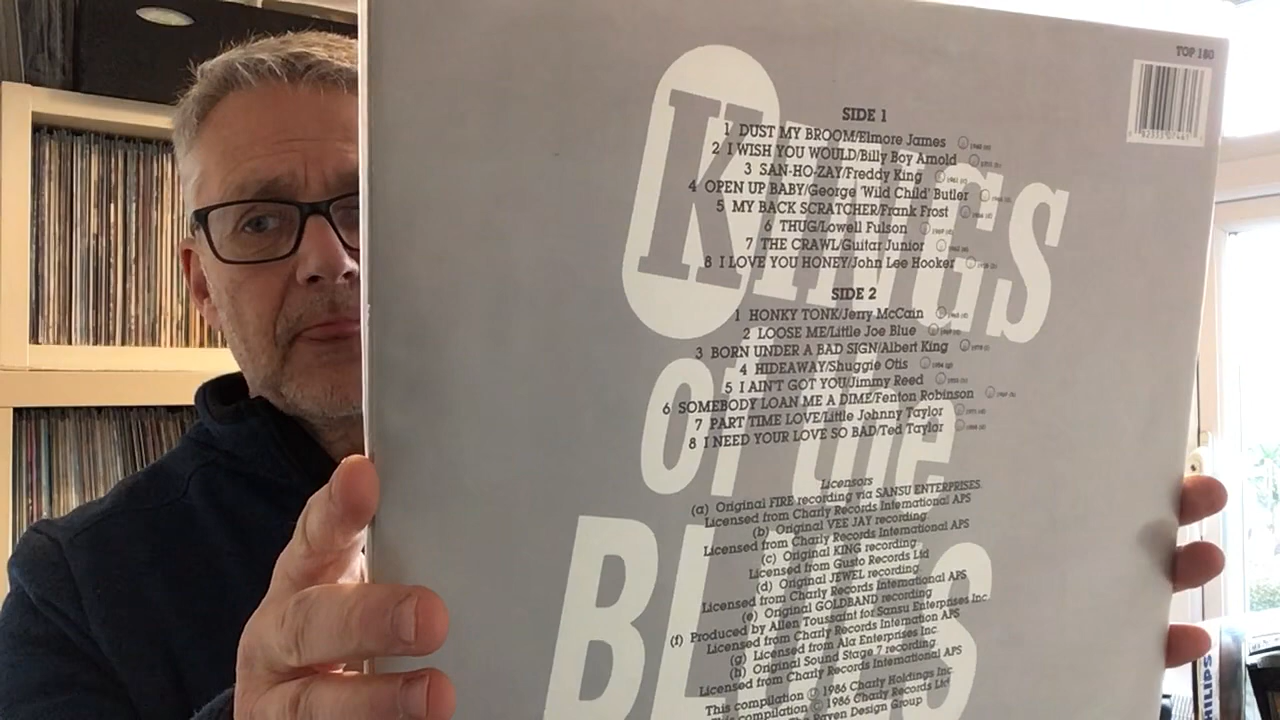 TOP 180
KINGS
of the
BLUES
SIDE 1
1 DUST MY BROOM/Elmore James
2 I WISH YOU WOULD/Billy Boy Arnold
3 SAN-HO-ZAY/Freddy King
4 OPEN UP BABY/George 'Wild Child' Butler
5 MY BACK SCRATCHER/Frank Frost
6 THUG/Lowell Fulson
7 THE CRAWL/Guitar Junior
8 I LOVE YOU HONEY/John Lee Hooker
SIDE 2
1 HONKY TONK/Jerry McCain
2 LOOSE ME/Little Joe Blue
3 BORN UNDER A BAD SIGN/Albert King
4 HIDEAWAY/Shuggie Otis
5 I AIN'T GOT YOU/Jimmy Reed
6 SOMEBODY LOAN ME A DIME/Fenton Robinson
7 PART TIME LOVE/Little Johnny Taylor
8 I NEED YOUR LOVE SO BAD/Ted Taylor
Licensors
(a) Original FIRE recording via SANSU ENTERPRISES.
Licensed from Charly Records International APS
(b) Original VEE JAY recording
Licensed from Charly Records International APS
(c) Original KING recording.
Licensed from Gusto Records Ltd
(d) Original JEWEL recording.
Licensed from Charly Records International APS
(e) Original GOLDBAND recording
(f) Produced by Allen Toussaint for Sansu Enterprises Inc.
Licensed from Charly Records Internation APS
(g) Licensed from Ala Enterprises Inc.
(h) Original Sound Stage 7 recording
Licensed from Charly Records International APS
This compilation ℗ 1986 Charly Holdings Inc.
compilation © 1986 Charly Records Ltd
Raven Design Group
PHILIPS